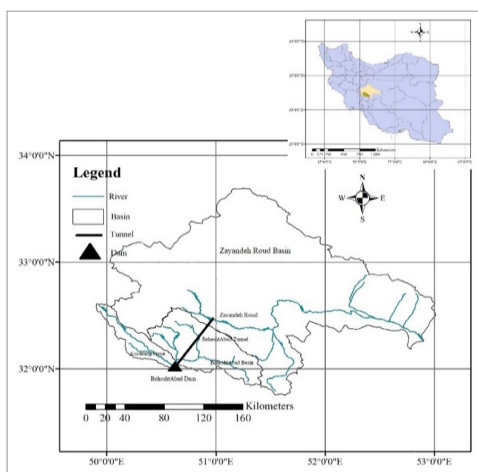 34°0'0"N
33°0'0"N
32°0'0"N
Legend
River
Basin
Tunnel
Dam
N
W E
S
Zayandeh Roud Basin
Zayandeh Roud
BeheshtAbad Tunnel
BeheshtAbad Basin
BeheshtAbad Dam
Kilometers
0 20 40 80 120 160
50°0'0"E 51°0'0"E 52°0'0"E 53°0'0"E
Kilometers